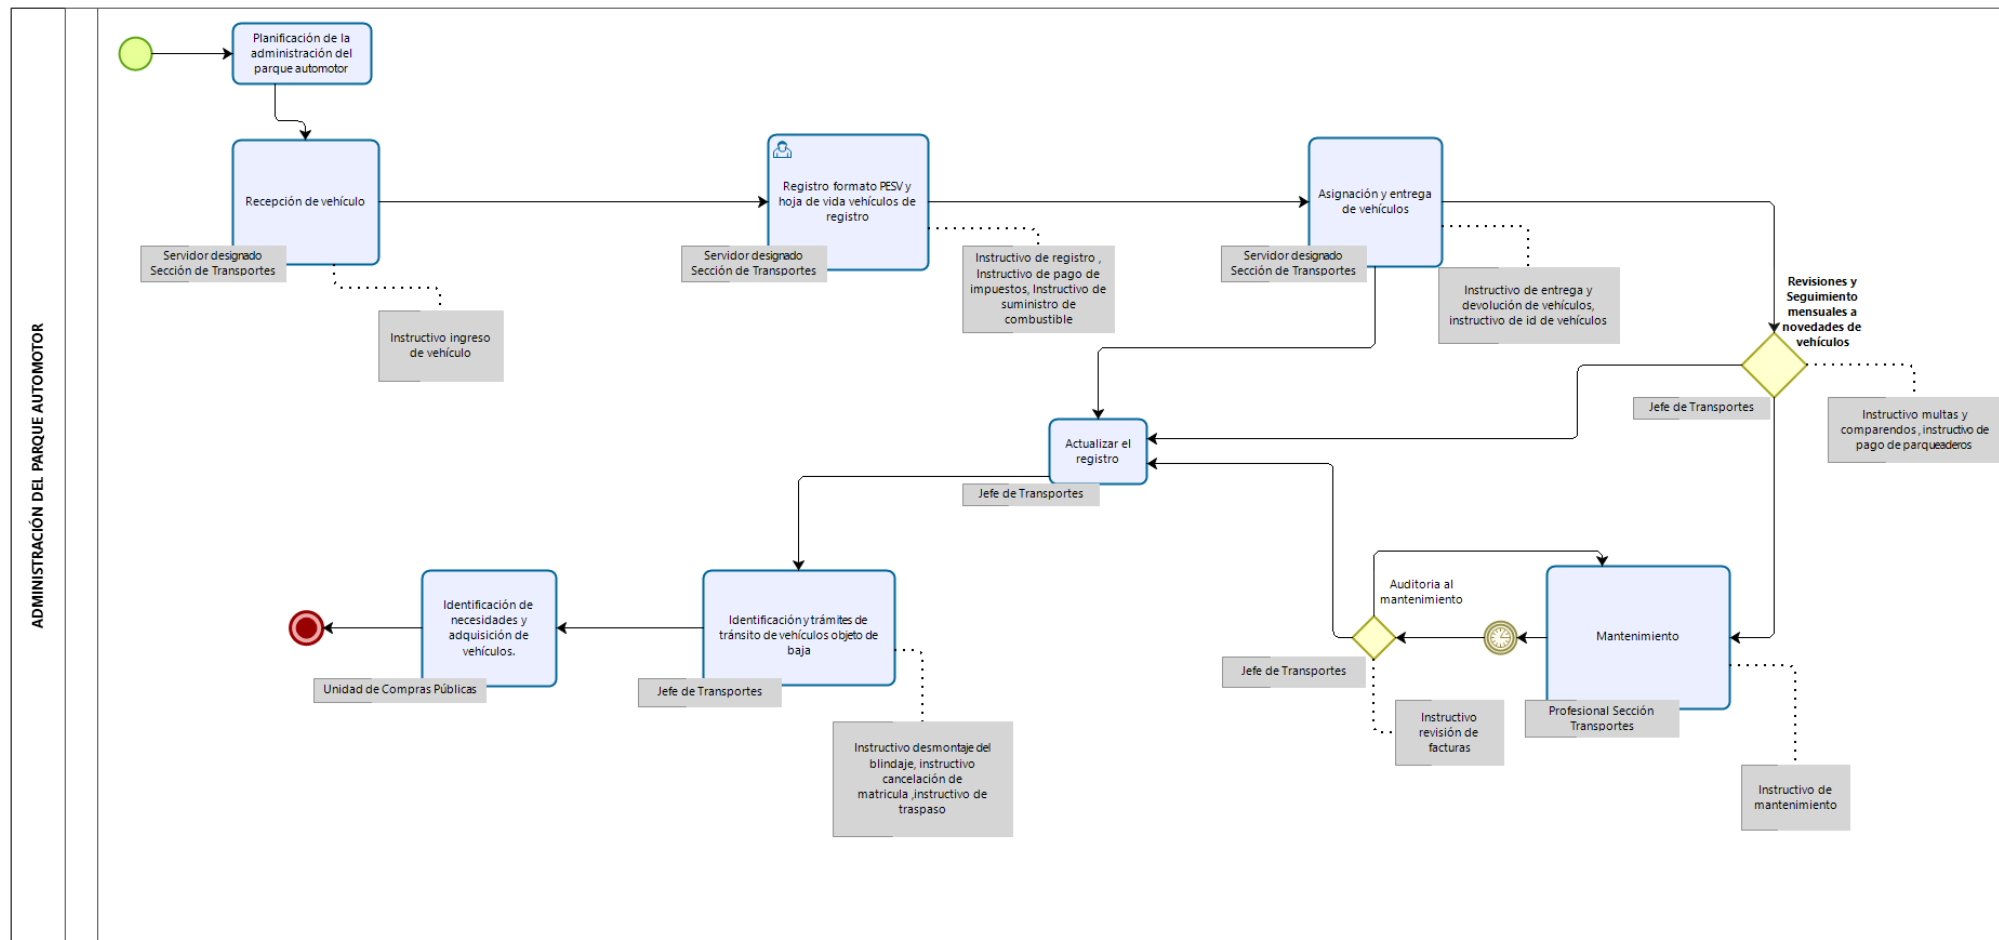 ADMINISTRACIÓN DEL PARQUE AUTOMOTOR
Planificación de la
administración del
parque automotor
Recepción de vehículo
Servidor designado
Sección de Transportes
Instructivo ingreso
de vehículo
Registro formato PESV y
hoja de vida vehículos de
registro
Servidor designado
Sección de Transportes
Instructivo de registro ,
Instructivo de pago de
impuestos, Instructivo de
suministro de
combustible
Asignación y entrega
de vehículos
Servidor designado
Sección de Transportes
Instructivo de entrega y
devolución de vehículos,
instructivo de id de vehículos
Revisiones y
Seguimiento
mensuales a
novedades de
vehículos
Jefe de Transportes
Instructivo multas y
comparendos , instructivo de
pago de parqueaderos
Actualizar el
registro
Jefe de Transportes
Auditoria al
mantenimiento
Jefe de Transportes
Instructivo
revisión de
facturas
Mantenimiento
Profesional Sección
Transportes
Instructivo de
mantenimiento
Identificación y trámites de
tránsito de vehículos objeto de
baja
Jefe de Transportes
Instructivo desmontaje del
blindaje, instructivo
cancelación de
matricula ,instructivo de
traspaso
Identificación de
necesidades y
adquisición de
vehículos.
Unidad de Compras Públicas